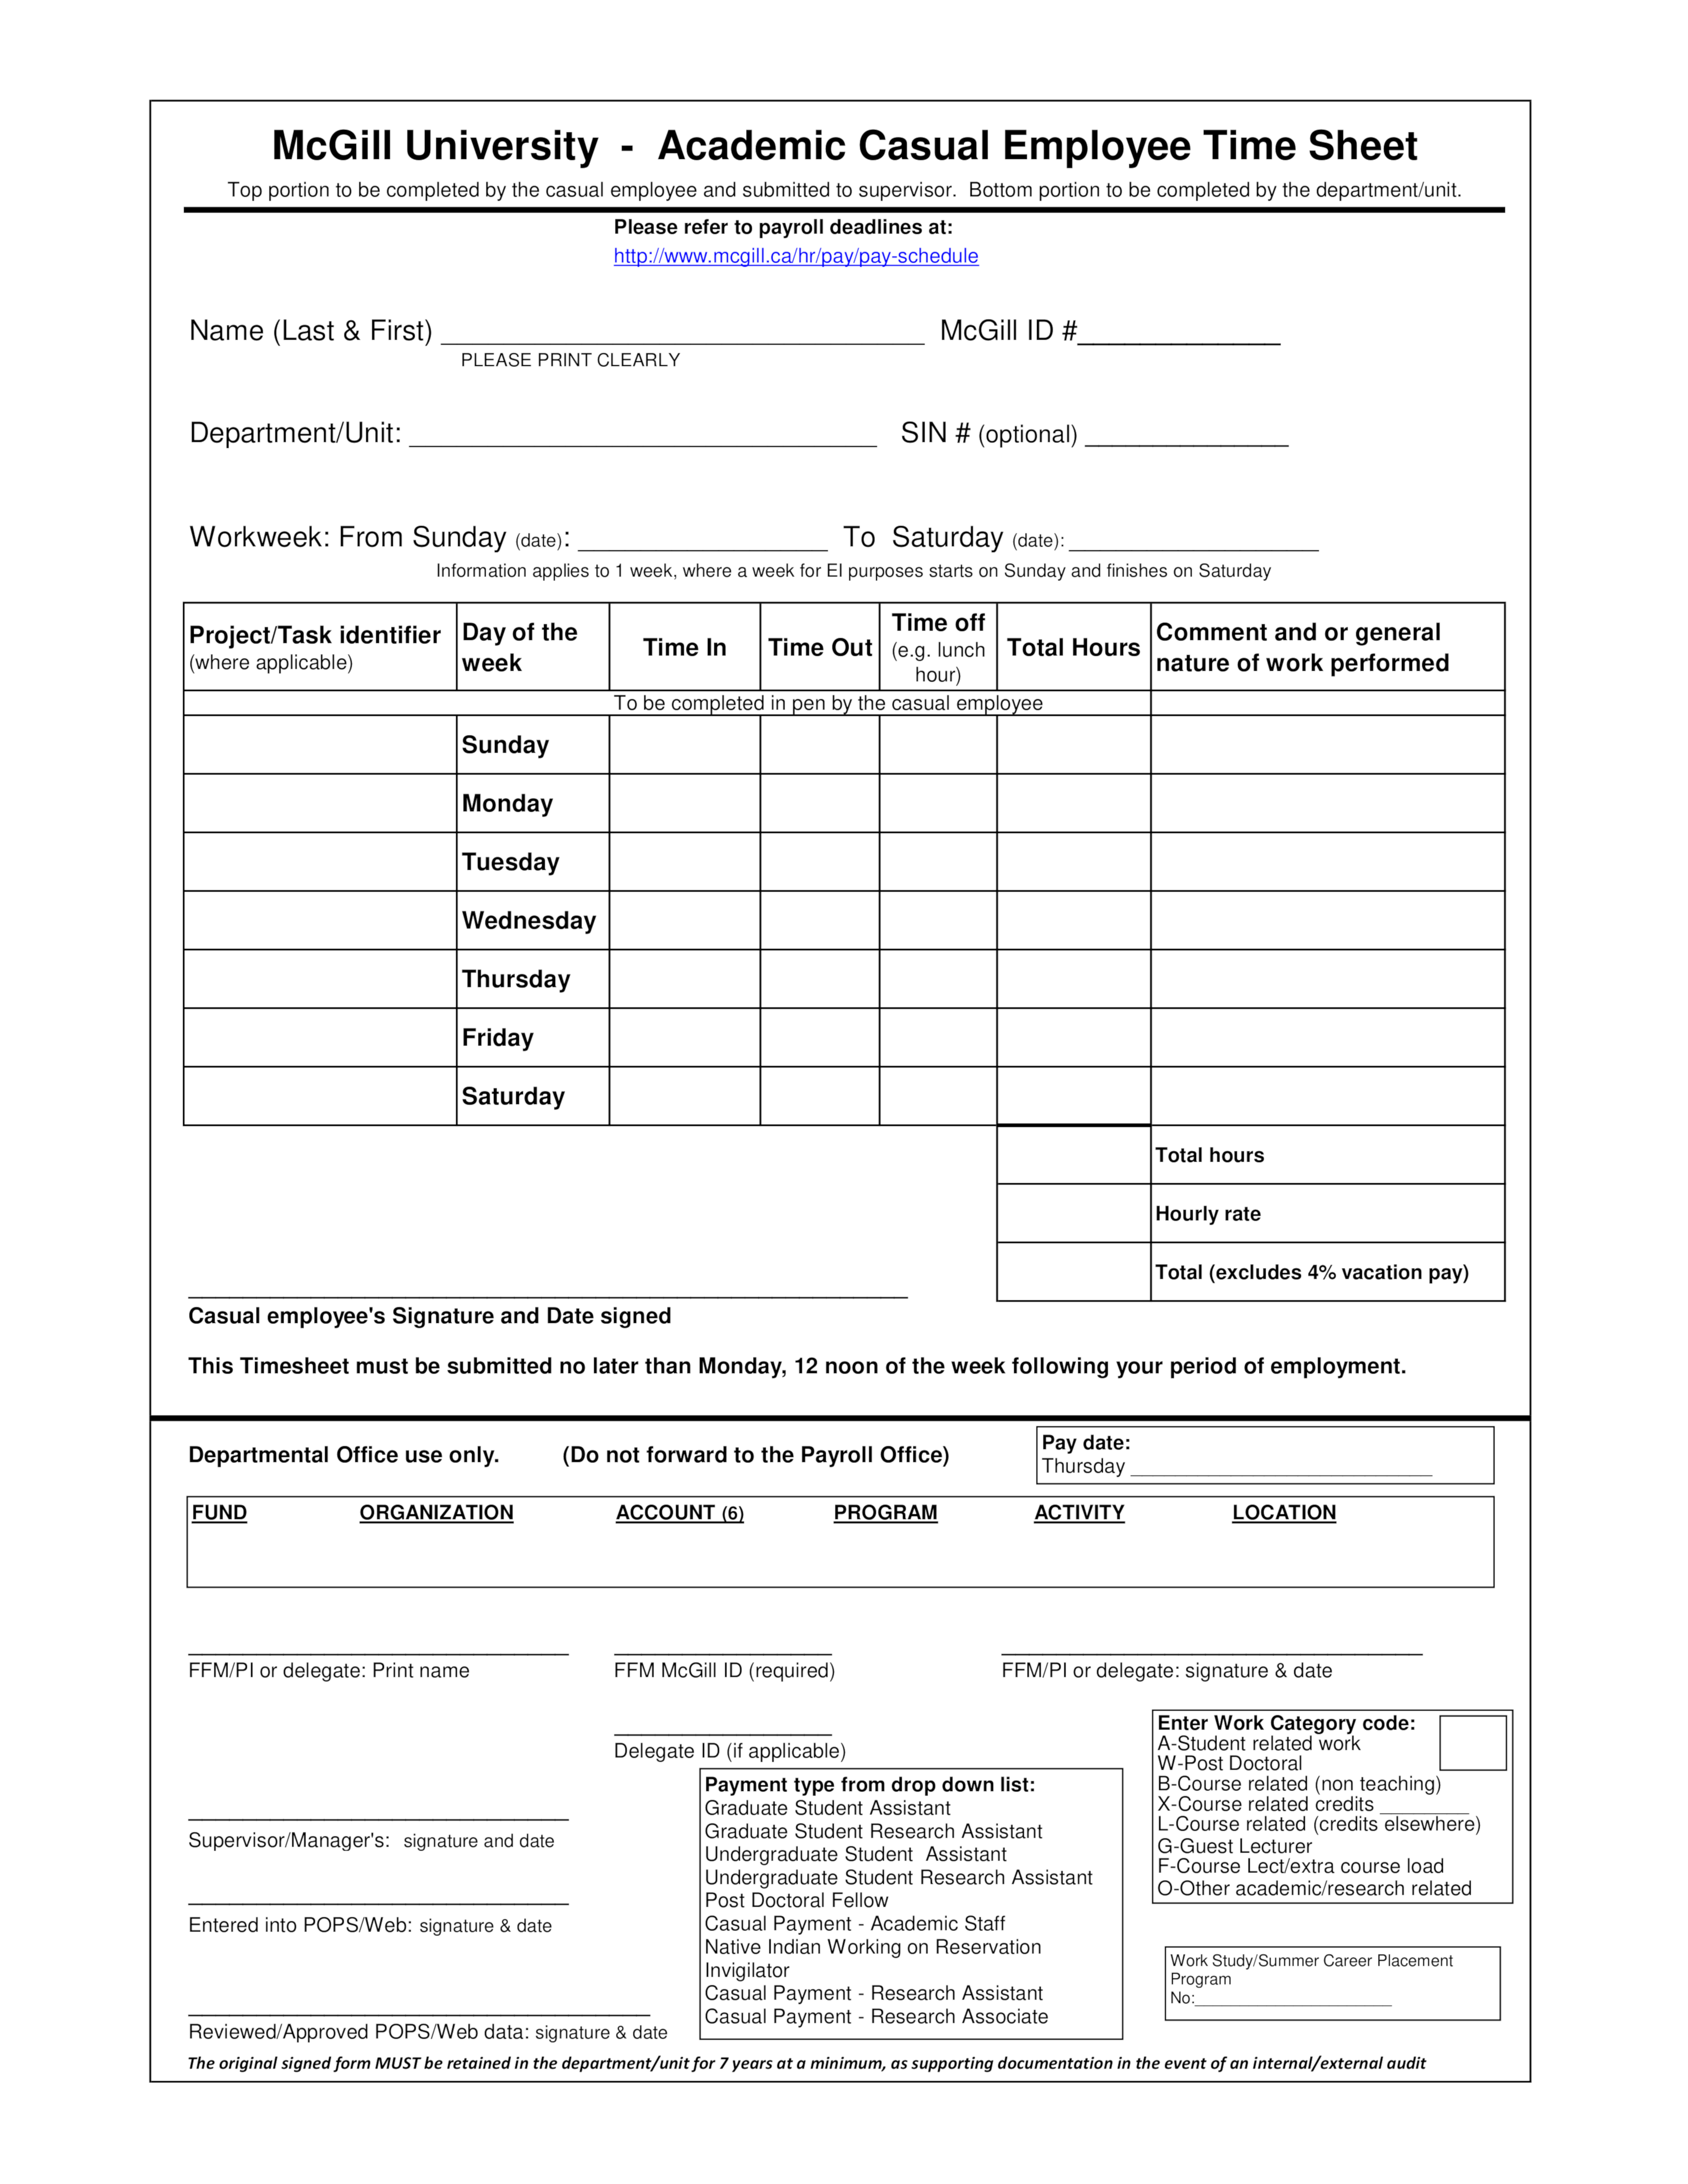 McGill University - Academic Casual Employee Time Sheet
Top portion to be completed by the casual employee and submitted to supervisor. Bottom portion to be completed by the department/unit.
Please refer to payroll deadlines at:
http://www.mcgill.ca/hr/pay/pay-schedule
Name (Last & First) ____________________ McGill ID #____________
PLEASE PRINT CLEARLY
Department/Unit: ____________________ SIN # (optional) ____________
Workweek: From Sunday (date): ____________ To Saturday (date): ____________
Information applies to 1 week, where a week for EI purposes starts on Sunday and finishes on Saturday
Project/Task identifier (where applicable) Day of the week Time In Time Out Time off (e.g. lunch hour) Total Hours Comment and or general nature of work performed
To be completed in pen by the casual employee
Sunday
Monday
Tuesday
Wednesday
Thursday
Friday
Saturday
Total hours
Hourly rate
Total (excludes 4% vacation pay)
Casual employee's Signature and Date signed
This Timesheet must be submitted no later than Monday, 12 noon of the week following your period of employment.
Departmental Office use only. (Do not forward to the Payroll Office)
Pay date:
Thursday ____________________
FUND ORGANIZATION ACCOUNT (6) PROGRAM ACTIVITY LOCATION
FFM/PI or delegate: Print name FFM McGill ID (required) FFM/PI or delegate: signature & date
Delegate ID (if applicable)
Enter Work Category code:
A-Student related work
W-Post Doctoral
B-Course related (non teaching)
X-Course related credits ________
L-Course related (credits elsewhere)
G-Guest Lecturer
F-Course Lect/extra course load
O-Other academic/research related
Payment type from drop down list:
Graduate Student Assistant
Graduate Student Research Assistant
Undergraduate Student Assistant
Undergraduate Student Research Assistant
Post Doctoral Fellow
Casual Payment - Academic Staff
Native Indian Working on Reservation
Invigilator
Casual Payment - Research Assistant
Casual Payment - Research Associate
Supervisor/Manager's: signature and date
Entered into POPS/Web: signature & date
Reviewed/Approved POPS/Web data: signature & date
Work Study/Summer Career Placement
Program
No:____________________
The original signed form MUST be retained in the department/unit for 7 years at a minimum, as supporting documentation in the event of an internal/external audit